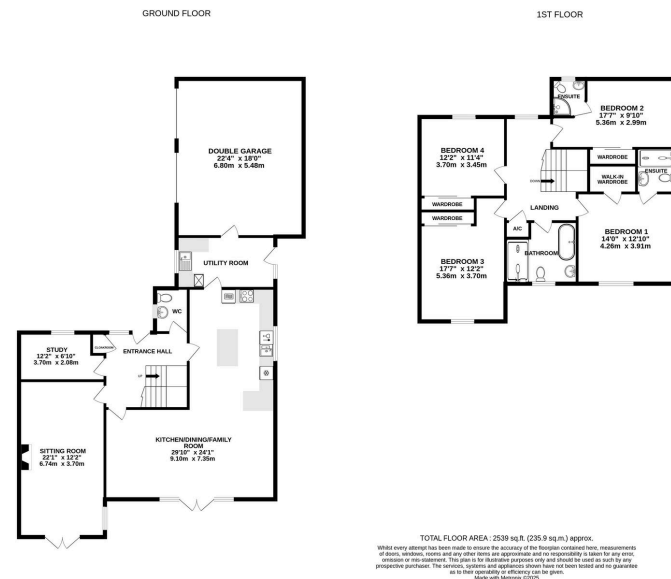 GROUND FLOOR
DOUBLE GARAGE
22'4" x 18'0"
6.80m x 5.48m
UTILITY ROOM
WC
STUDY
12'2" x 6'10"
3.70m x 2.08m
CLOAKROOM
ENTRANCE HALL
UP
SITTING ROOM
22'1" x 12'2"
6.74m x 3.70m
KITCHEN/DINING/FAMILY
ROOM
29'10" x 24'1"
9.10m x 7.35m
1ST FLOOR
ENSUITE
BEDROOM 2
17'7" x 9'10"
5.36m x 2.99m
BEDROOM 4
12'2" x 11'4"
3.70m x 3.45m
WARDROBE
DOWN
WARDROBE
WALK-IN
WARDROBE
ENSUITE
LANDING
WARDROBE
A/C
BEDROOM 1
14'0" x 12'10"
4.26m x 3.91m
BATHROOM
BEDROOM 3
17'7" x 12'2"
5.36m x 3.70m
TOTAL FLOOR AREA : 2539 sq.ft. (235.9 sq.m.) approx.
Whilst every attempt has been made to ensure the accuracy of the floorplan contained here, measurements
of doors, windows, rooms and any other items are approximate and no responsibility is taken for any error,
omission or mis-statement. This plan is for illustrative purposes only and should be used as such by any
prospective purchaser. The services, systems and appliances shown have not been tested and no guarantee
as to their operability or efficiency can be given.
Made with Metropix ©2025